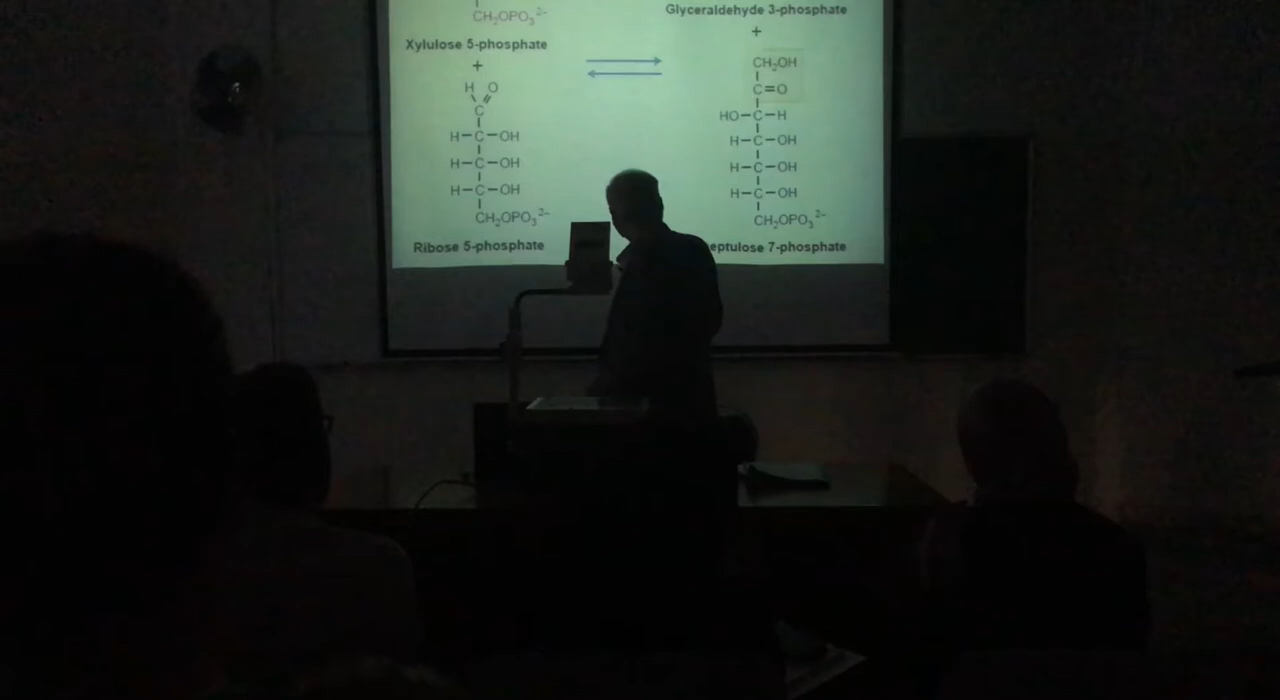 CH₂OPO₃²⁻
Xylulose 5-phosphate
+
H O
C
H–C–OH
H–C–OH
H–C–OH
CH₂OPO₃²⁻
Ribose 5-phosphate
Glyceraldehyde 3-phosphate
+
CH₂OH
C=O
HO–C–H
H–C–OH
H–C–OH
H–C–OH
CH₂OPO₃²⁻
eptulose 7-phosphate